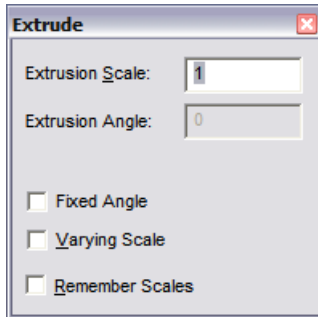 Extrude
Extrusion Scale: 1
Extrusion Angle: 0
Fixed Angle
Varying Scale
Remember Scales